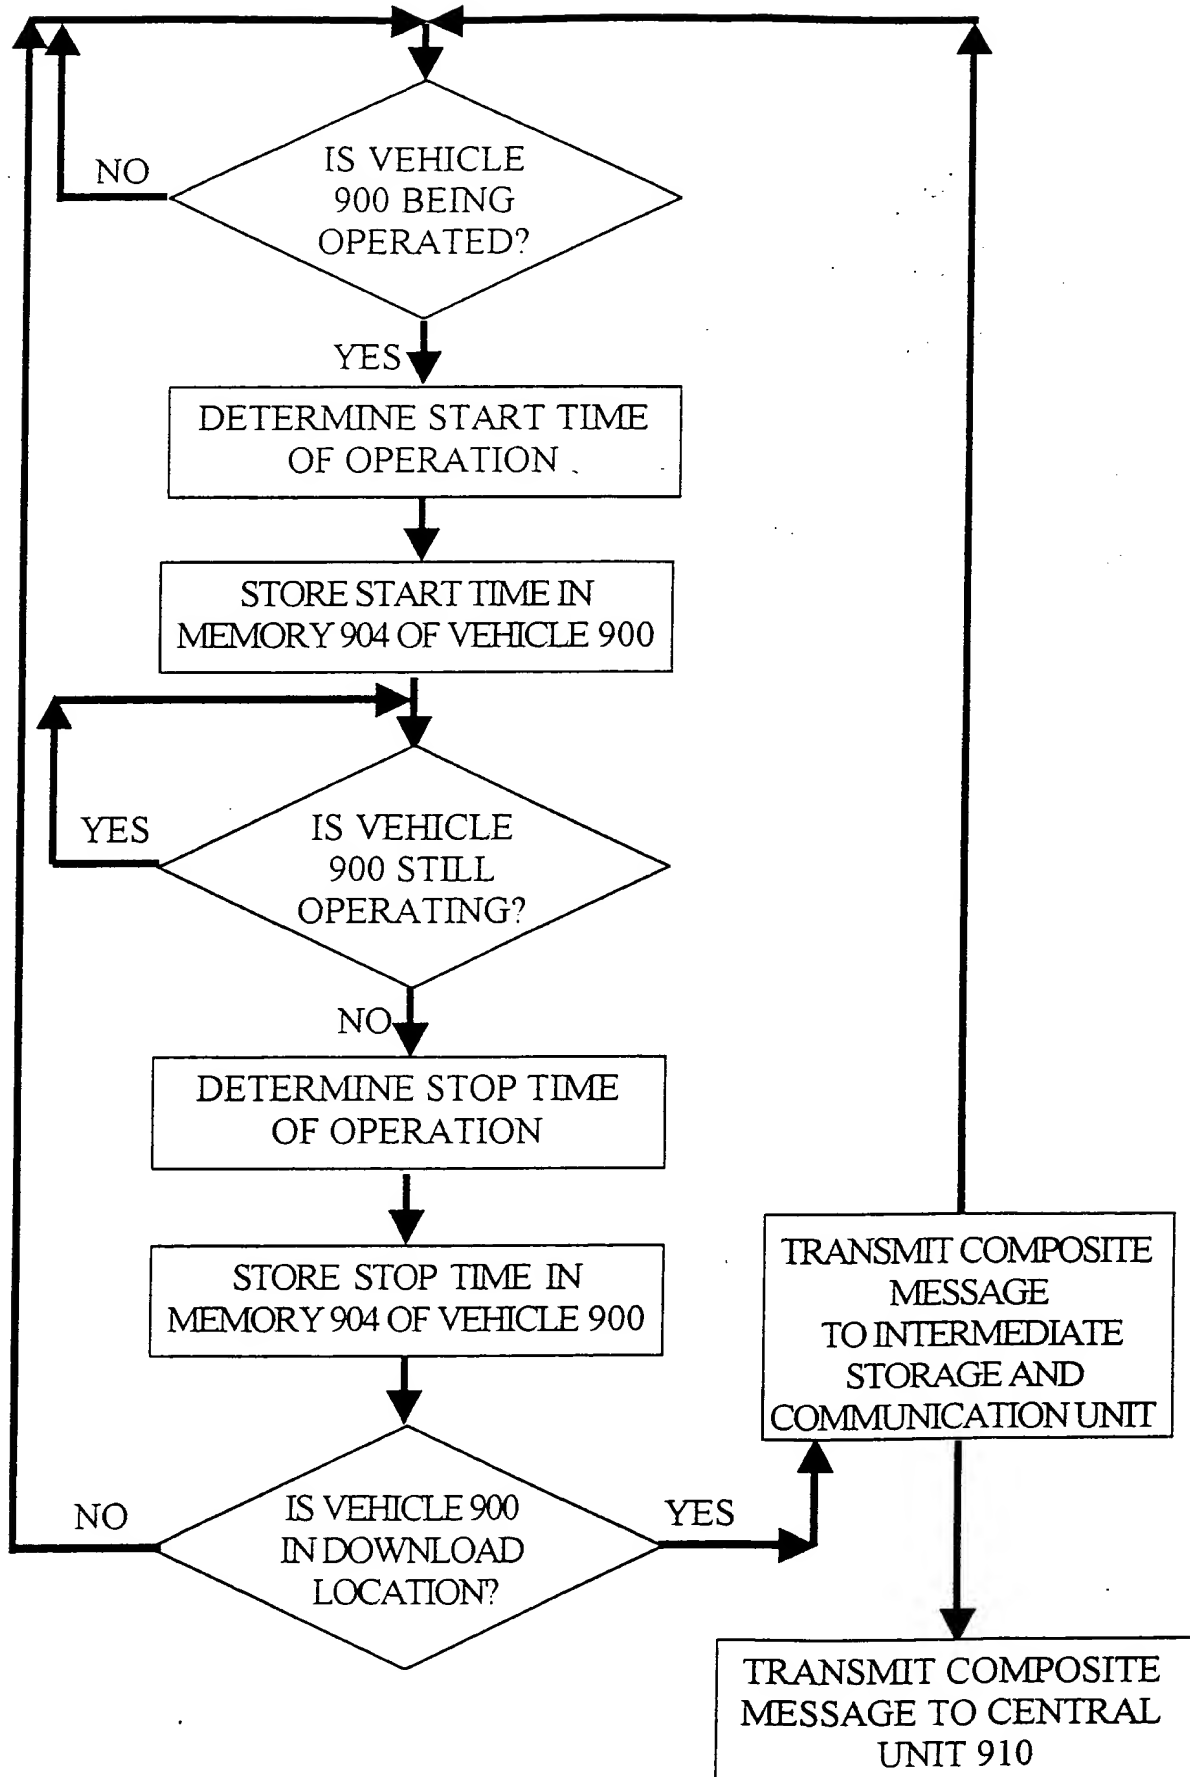 IS VEHICLE
900 BEING
OPERATED?
NO
YES
DETERMINE START TIME
OF OPERATION
STORE START TIME IN
MEMORY 904 OF VEHICLE 900
YES
IS VEHICLE
900 STILL
OPERATING?
NO
DETERMINE STOP TIME
OF OPERATION
STORE STOP TIME IN
MEMORY 904 OF VEHICLE 900
NO
IS VEHICLE 900
IN DOWNLOAD
LOCATION?
YES
TRANSMIT COMPOSITE
MESSAGE
TO INTERMEDIATE
STORAGE AND
COMMUNICATION UNIT
TRANSMIT COMPOSITE
MESSAGE TO CENTRAL
UNIT 910